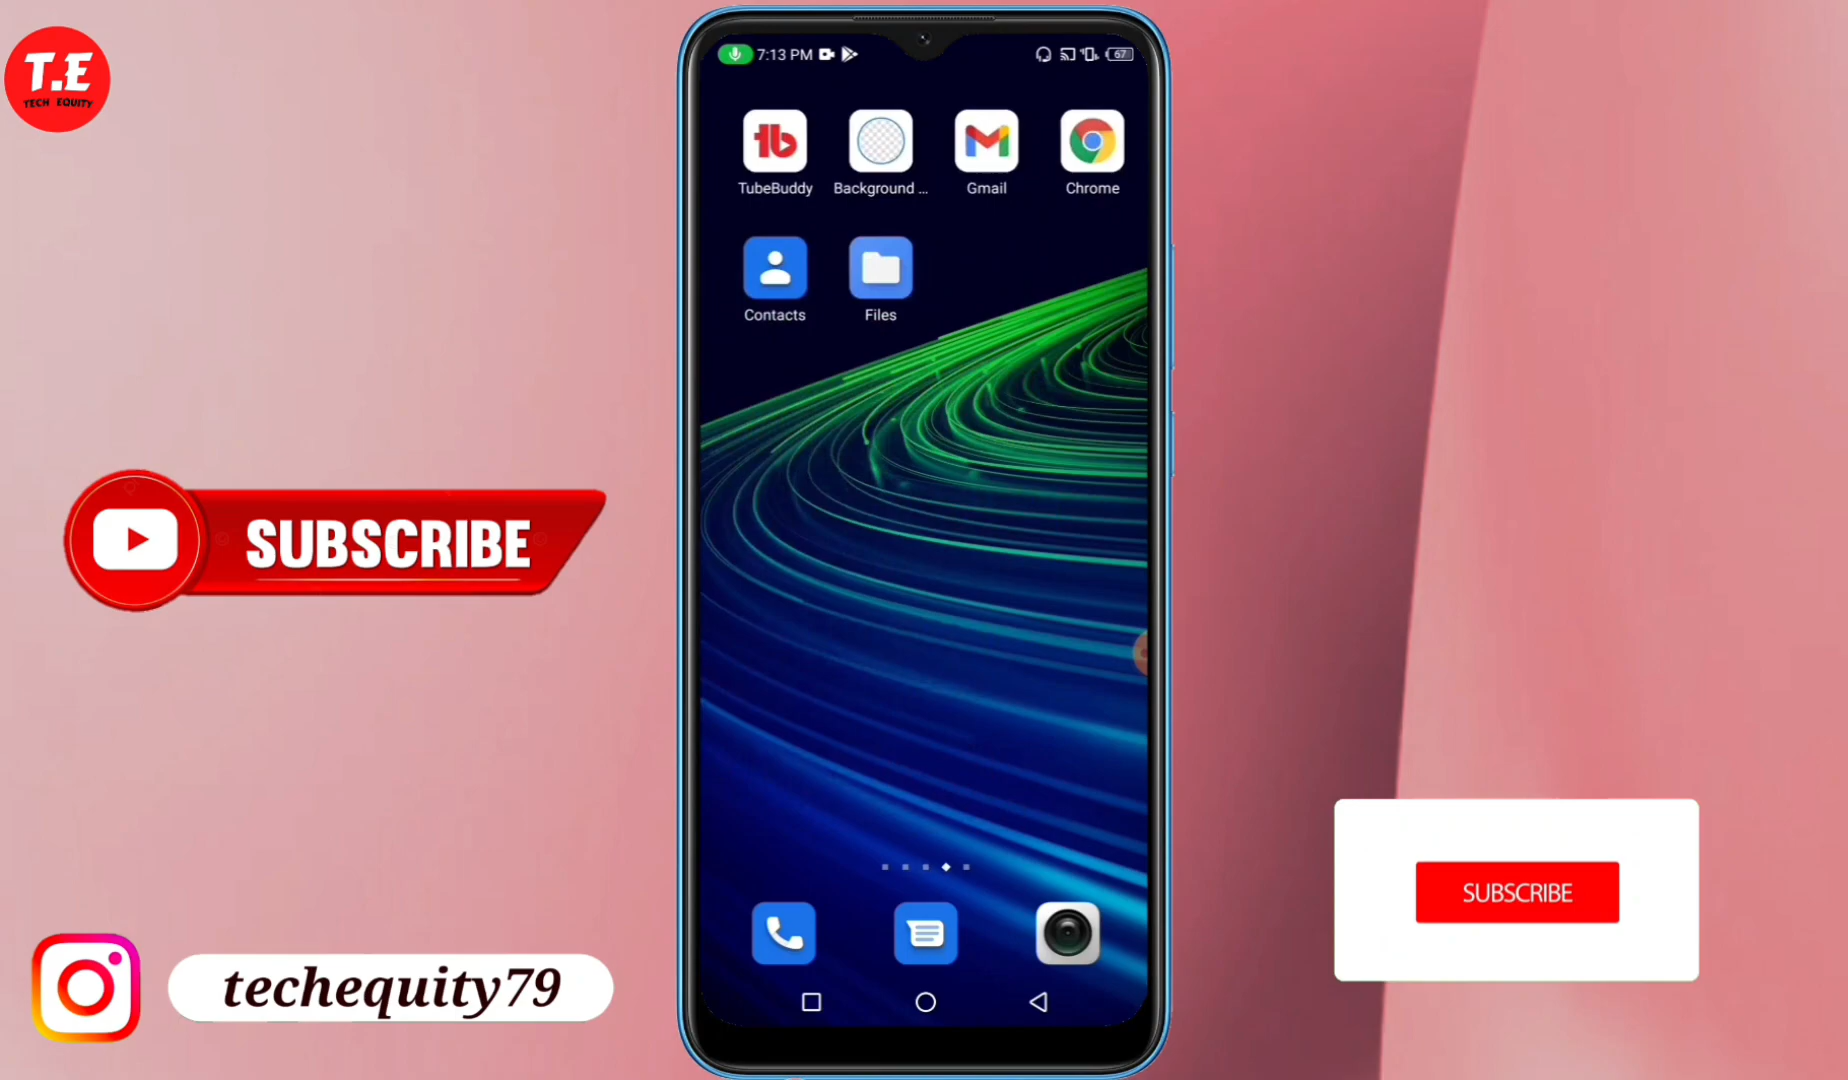 T.E
TECH EQUITY
7:13 PM
67
TubeBuddy
Background ...
Gmail
Chrome
Contacts
Files
SUBSCRIBE
SUBSCRIBE
techequity79